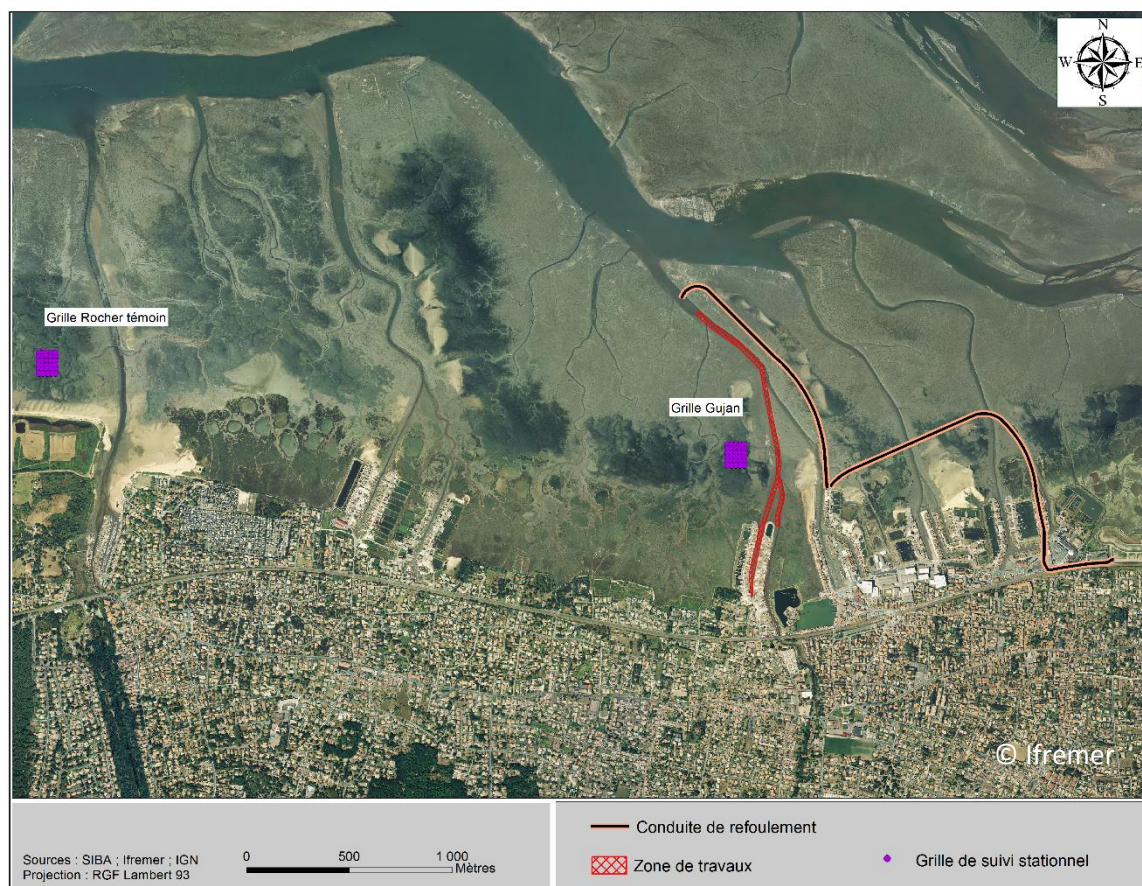 N
W E
S
Grille Rocher témoin
Grille Gujan
© Ifremer
Sources : SIBA ; Ifremer ; IGN
Projection : RGF Lambert 93
0 500 1 000
Mètres
Conduite de refoulement
Zone de travaux
Grille de suivi stationnel